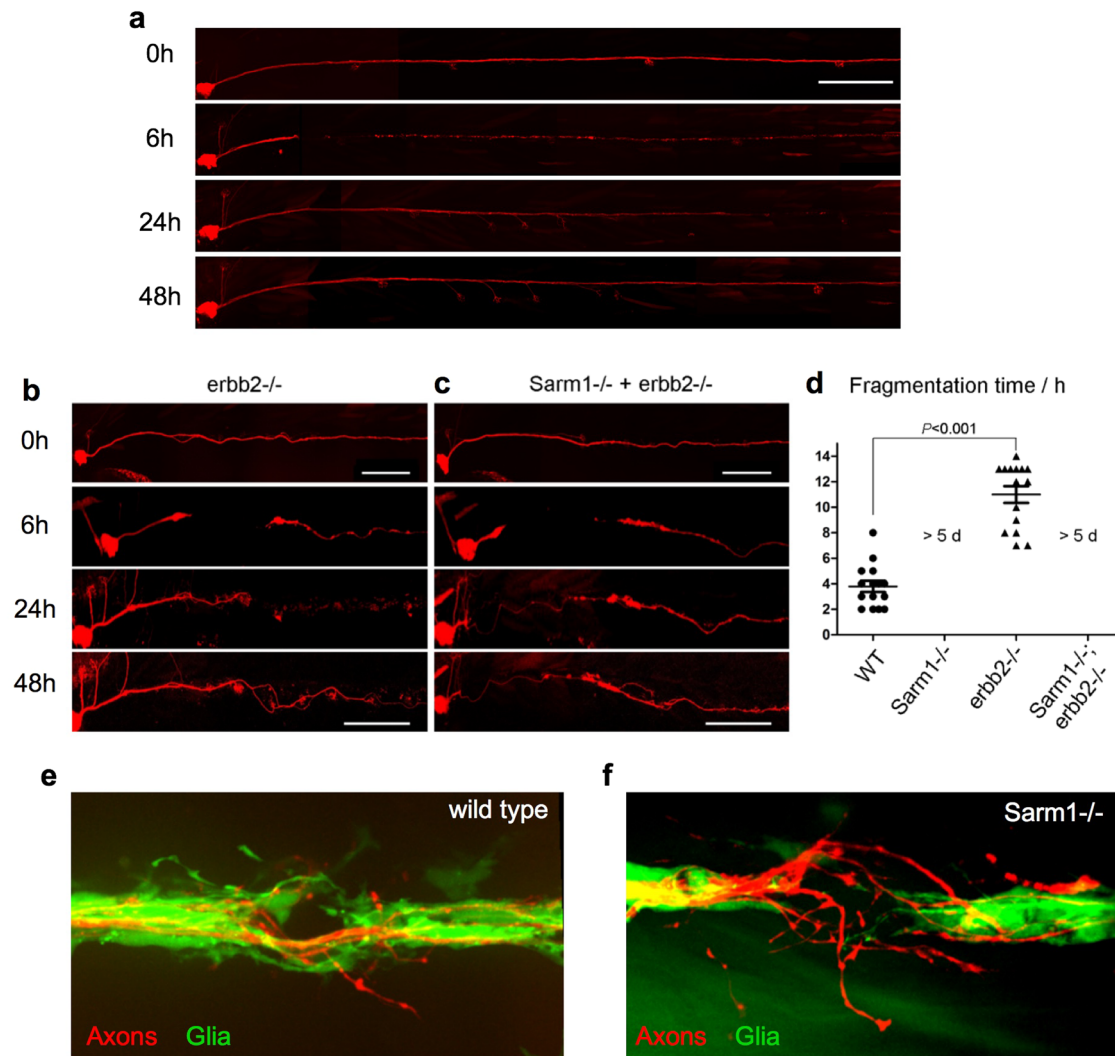 a
0h
6h
24h
48h
b
erbb2-/-
c
Sarm1-/- + erbb2-/-
0h
6h
24h
48h
d
Fragmentation time / h
P<0.001
14
12
10
8
6
4
2
0
> 5 d
> 5 d
WT
Sarm1-/-
erbb2-/-
Sarm1-/-;
erbb2-/-
e
wild type
Axons Glia
f
Sarm1-/-
Axons Glia